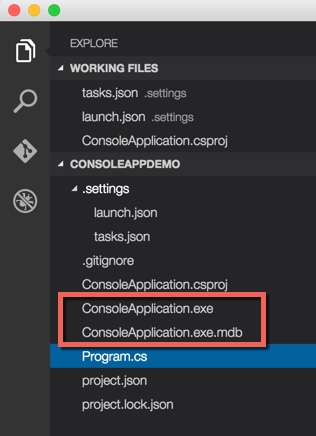 EXPLORE
WORKING FILES
tasks.json .settings
launch.json .settings
ConsoleApplication.csproj
CONSOLEAPPDEMO
.settings
launch.json
tasks.json
.gitignore
ConsoleApplication.csproj
ConsoleApplication.exe
ConsoleApplication.exe.mdb
Program.cs
project.json
project.lock.json